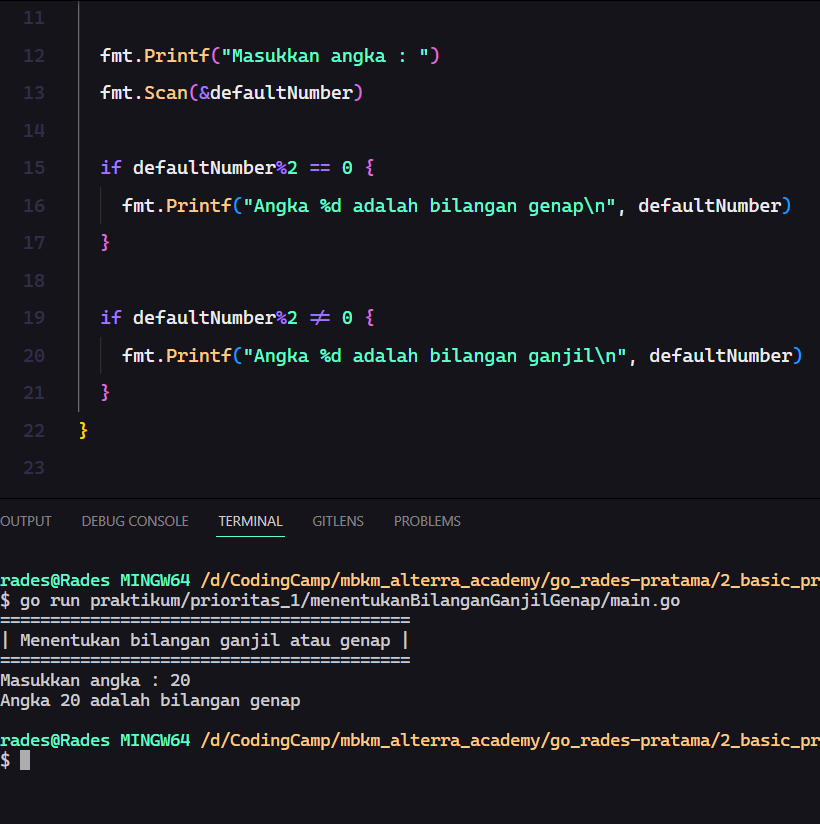 11
12 fmt.Printf("Masukkan angka : ")
13 fmt.Scan(&defaultNumber)
14
15 if defaultNumber%2 == 0 {
16 fmt.Printf("Angka %d adalah bilangan genap\n", defaultNumber)
17 }
18
19 if defaultNumber%2 ≠ 0 {
20 fmt.Printf("Angka %d adalah bilangan ganjil\n", defaultNumber)
21 }
22 }
23
OUTPUT DEBUG CONSOLE TERMINAL GITLENS PROBLEMS
rades@Rades MINGW64 /d/CodingCamp/mbkm_alterra_academy/go_rades-pratama/2_basic_pr
$ go run praktikum/prioritas_1/menentukanBilanganGanjilGenap/main.go
=========================================
| Menentukan bilangan ganjil atau genap |
=========================================
Masukkan angka : 20
Angka 20 adalah bilangan genap
rades@Rades MINGW64 /d/CodingCamp/mbkm_alterra_academy/go_rades-pratama/2_basic_pr
$